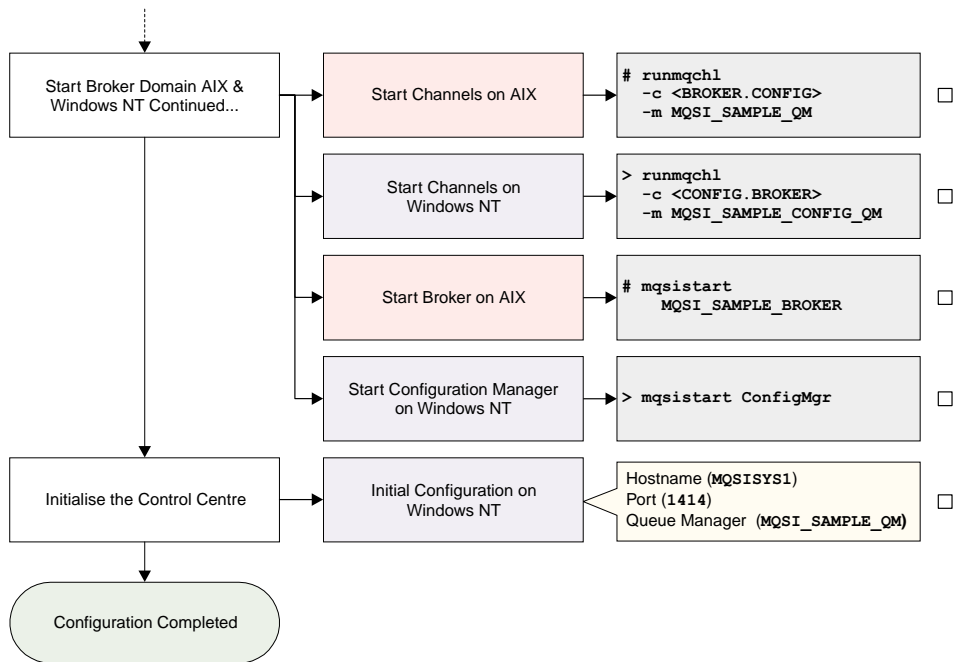 Start Broker Domain AIX &
Windows NT Continued...
Start Channels on AIX
# runmqchl
-c <BROKER.CONFIG>
-m MQSI_SAMPLE_QM
Start Channels on
Windows NT
> runmqchl
-c <CONFIG.BROKER>
-m MQSI_SAMPLE_CONFIG_QM
Start Broker on AIX
# mqsistart
MQSI_SAMPLE_BROKER
Start Configuration Manager
on Windows NT
> mqsistart ConfigMgr
Initialise the Control Centre
Initial Configuration on
Windows NT
Hostname (MQSISYS1)
Port (1414)
Queue Manager (MQSI_SAMPLE_QM)
Configuration Completed